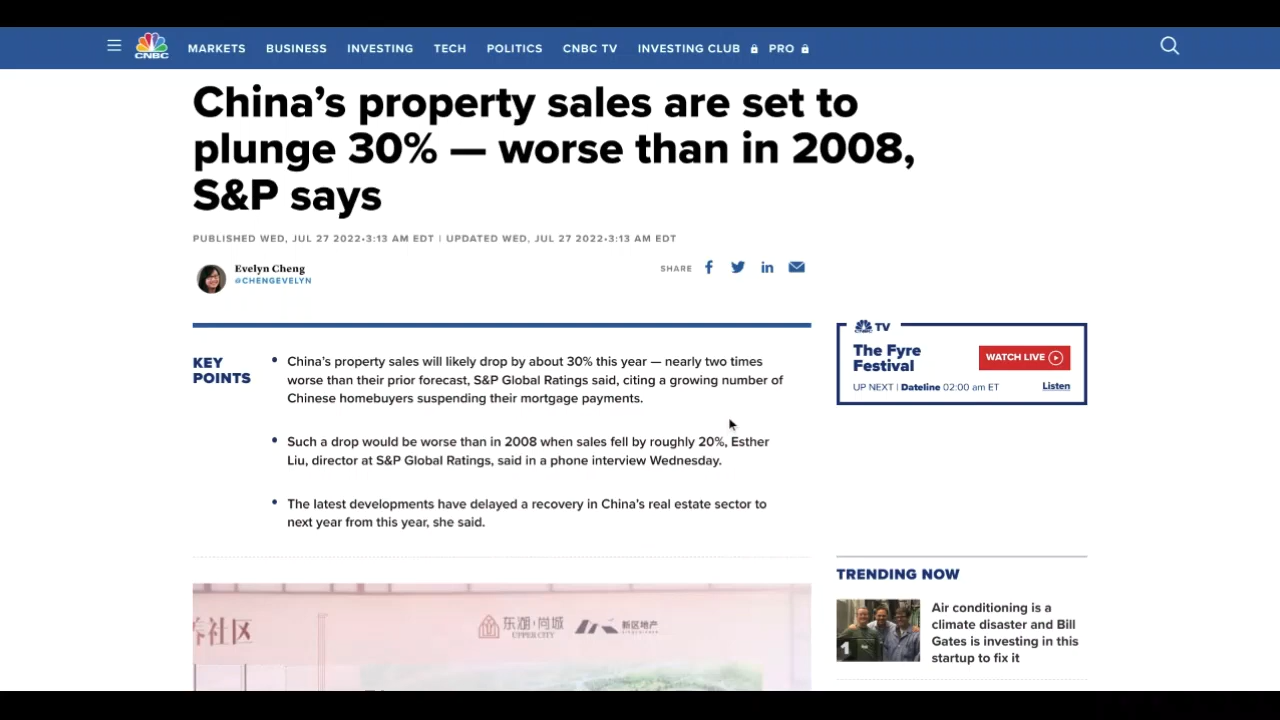 CNBC
MARKETS BUSINESS INVESTING TECH POLITICS CNBC TV INVESTING CLUB PRO
China’s property sales are set to
plunge 30% — worse than in 2008,
S&P says
PUBLISHED WED, JUL 27 2022•3:13 AM EDT | UPDATED WED, JUL 27 2022•3:13 AM EDT
Evelyn Cheng
@CHENGEVELYN
SHARE
KEY
POINTS
• China’s property sales will likely drop by about 30% this year — nearly two times
worse than their prior forecast, S&P Global Ratings said, citing a growing number of
Chinese homebuyers suspending their mortgage payments.
• Such a drop would be worse than in 2008 when sales fell by roughly 20%, Esther
Liu, director at S&P Global Ratings, said in a phone interview Wednesday.
• The latest developments have delayed a recovery in China’s real estate sector to
next year from this year, she said.
CNBC TV
The Fyre
Festival
WATCH LIVE
UP NEXT | Dateline 02:00 am ET
Listen
TRENDING NOW
1
Air conditioning is a
climate disaster and Bill
Gates is investing in this
startup to fix it
社区
东湖·尚城
UPPER CITY
新区地产